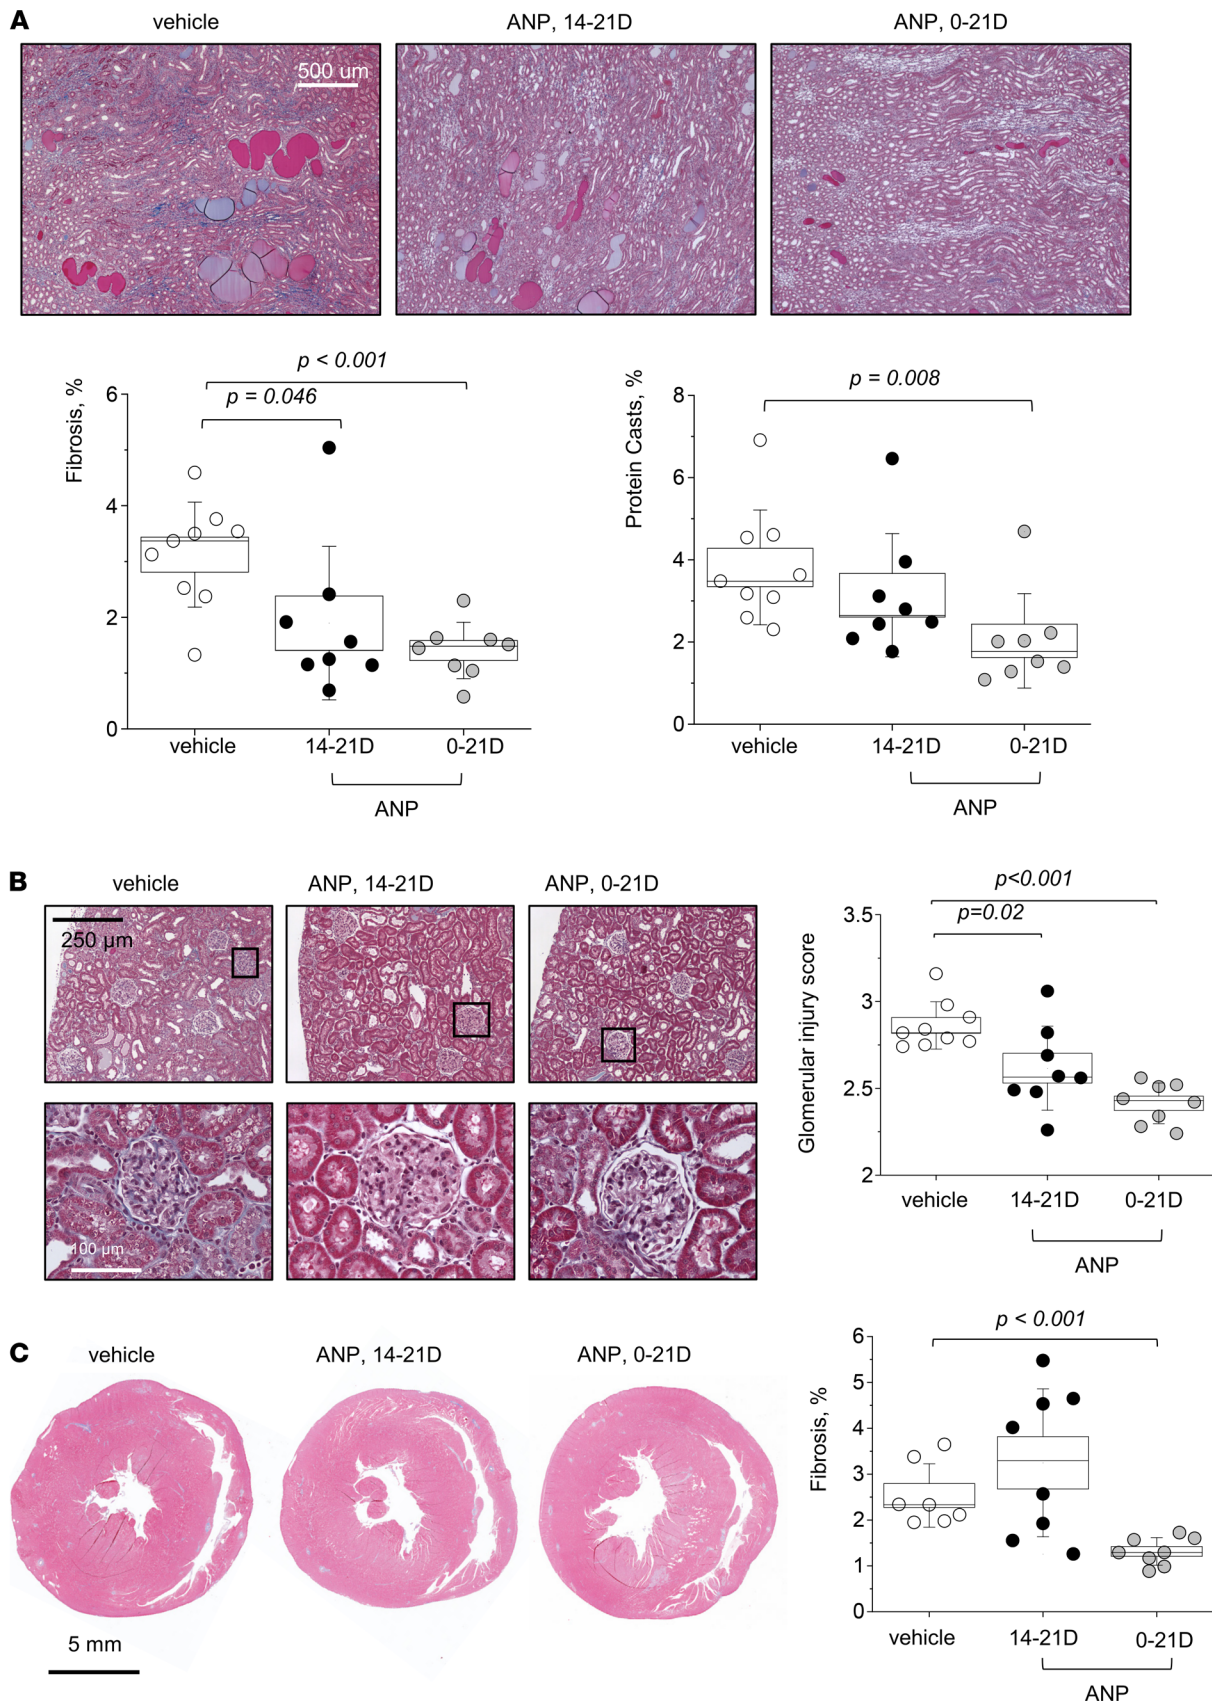 A
vehicle
ANP, 14-21D
ANP, 0-21D
500 um
p < 0.001
p = 0.046
Fibrosis, %
6
4
2
0
vehicle
14-21D
0-21D
ANP
p = 0.008
Protein Casts, %
8
6
4
2
0
vehicle
14-21D
0-21D
ANP
B
vehicle
ANP, 14-21D
ANP, 0-21D
250 µm
100 µm
p<0.001
p=0.02
Glomerular injury score
3.5
3
2.5
2
vehicle
14-21D
0-21D
ANP
C
vehicle
ANP, 14-21D
ANP, 0-21D
5 mm
p < 0.001
Fibrosis, %
6
5
4
3
2
1
0
vehicle
14-21D
0-21D
ANP